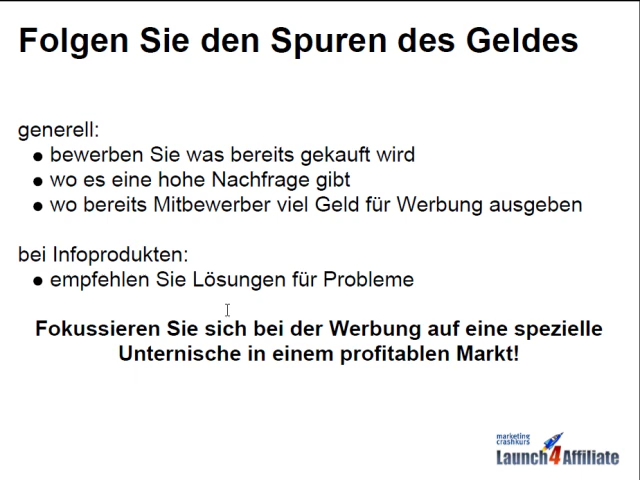 Folgen Sie den Spuren des Geldes
generell:
● bewerben Sie was bereits gekauft wird
● wo es eine hohe Nachfrage gibt
● wo bereits Mitbewerber viel Geld für Werbung ausgeben
bei Infoprodukten:
● empfehlen Sie Lösungen für Probleme
Fokussieren Sie sich bei der Werbung auf eine spezielle
Unternische in einem profitablen Markt!
marketing
crashkurs
Launch4Affiliate